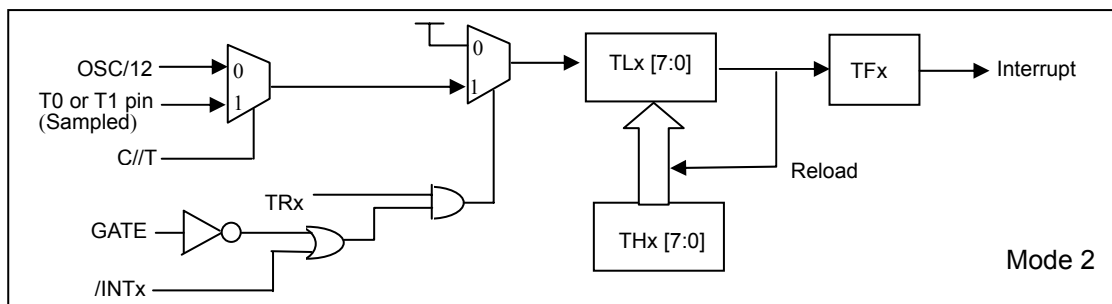 OSC/12
T0 or T1 pin
(Sampled)
C//T
0
1
0
1
TRx
GATE
/INTx
TLx [7:0]
TFx
Interrupt
Reload
THx [7:0]
Mode 2